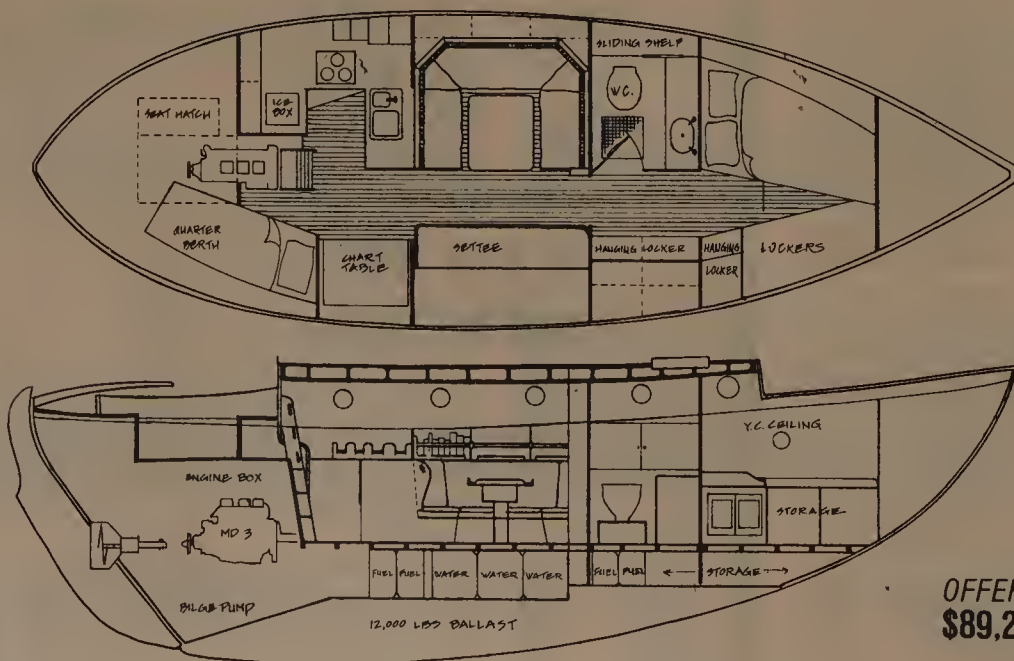 SLIDING SHELF
W.C.
ICE
BOX
SEAT HATCH
QUARTER
BERTH
CHART
TABLE
SETTEE
HANGING LOCKER
HANGING
LOCKER
LOCKERS
Y.C. CEILING
ENGINE BOX
MD 3
STORAGE
FUEL
FUEL
WATER
WATER
WATER
FUEL
FUEL
STORAGE
BILGE PUMP
12,000 LBS BALLAST
OFFER
$89,2